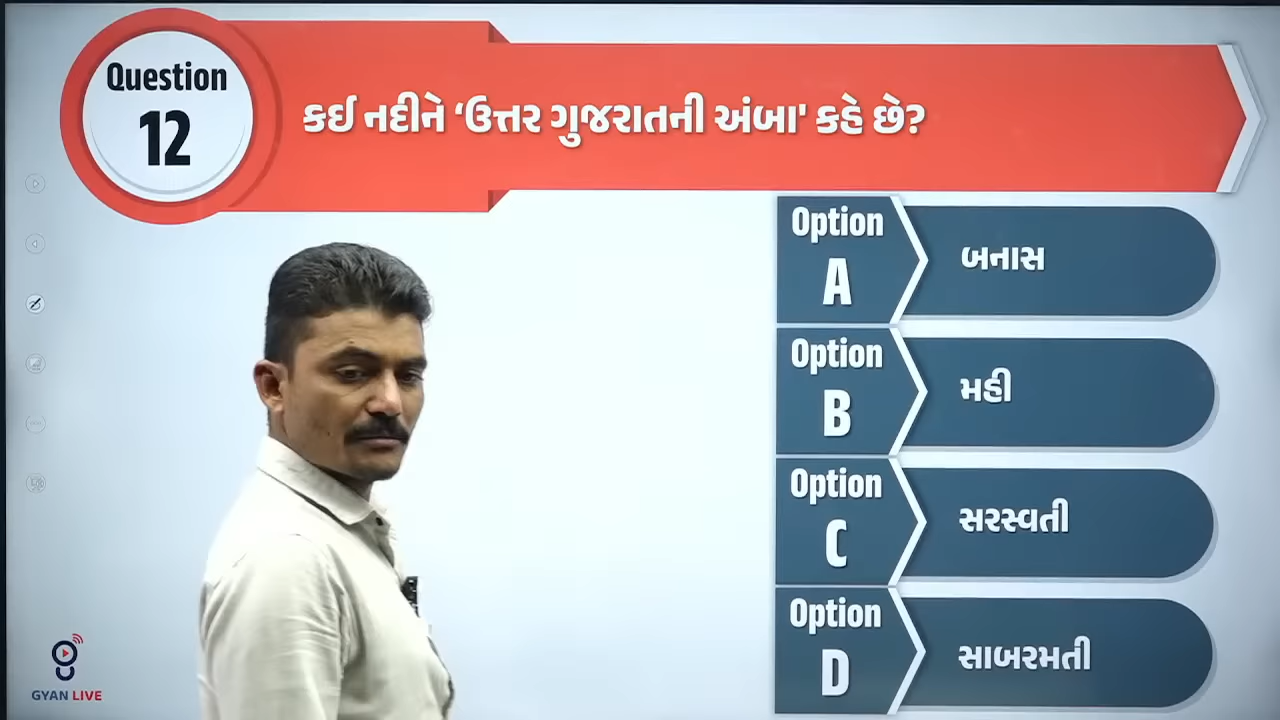 Question
12
કઈ નદીને ‘ઉત્તર ગુજરાતની અંબા' કહે છે?
Option
A
બનાસ
Option
B
મહી
Option
C
સરસ્વતી
Option
D
સાબરમતી
GYAN LIVE